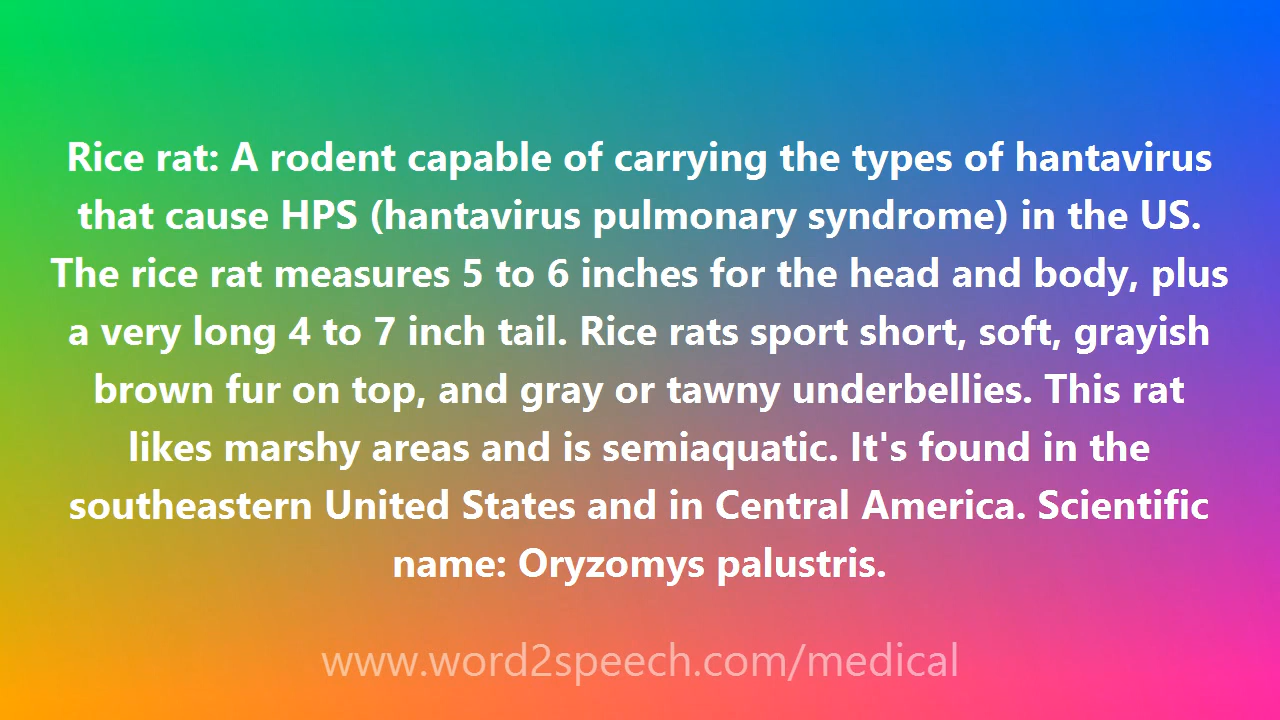 Rice rat: A rodent capable of carrying the types of hantavirus
that cause HPS (hantavirus pulmonary syndrome) in the US.
The rice rat measures 5 to 6 inches for the head and body, plus
a very long 4 to 7 inch tail. Rice rats sport short, soft, grayish
brown fur on top, and gray or tawny underbellies. This rat
likes marshy areas and is semiaquatic. It's found in the
southeastern United States and in Central America. Scientific
name: Oryzomys palustris.
www.word2speech.com/medical